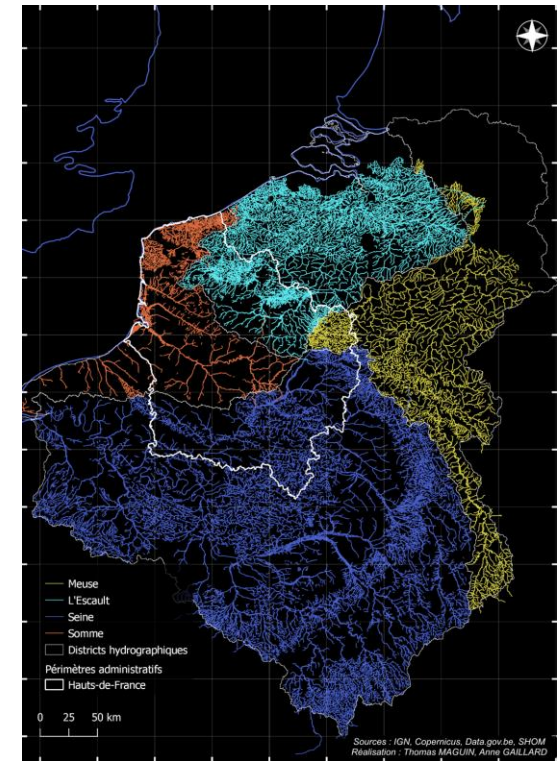 Meuse
L'Escault
Seine
Somme
Districts hydrographiques
Périmètres administratifs
Hauts-de-France
0 25 50 km
Sources : IGN, Copernicus, Data.gov.be, SHOM
Réalisation : Thomas MAGUIN, Anne GAILLARD